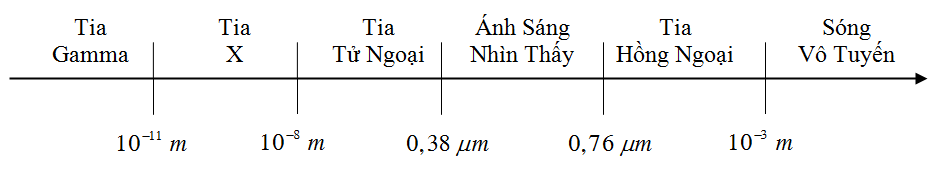 Tia Tia Tia Ánh Sáng Tia Sóng
Gamma X Tử Ngoại Nhìn Thấy Hồng Ngoại Vô Tuyến
10⁻¹¹ m 10⁻⁸ m 0,38 μm 0,76 μm 10⁻³ m